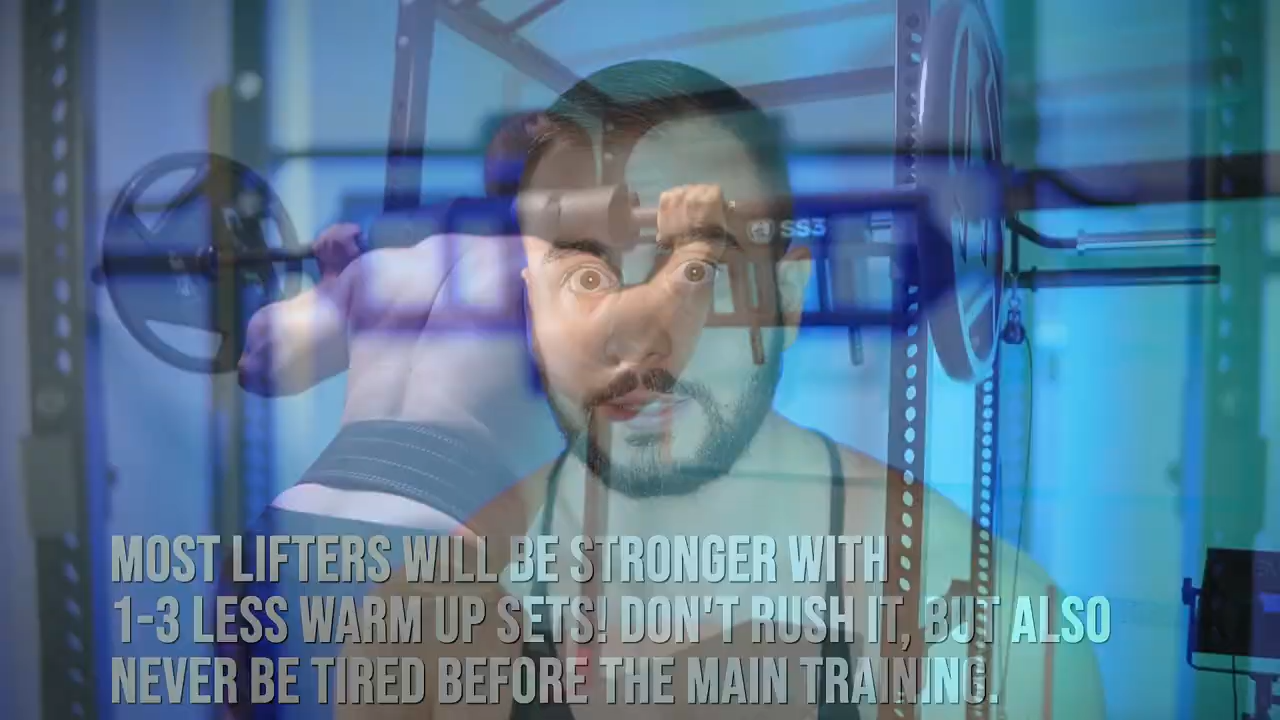 SS3
MOST LIFTERS WILL BE STRONGER WITH
1-3 LESS WARM UP SETS! DON'T RUSH IT, BUT ALSO
NEVER BE TIRED BEFORE THE MAIN TRAINING.